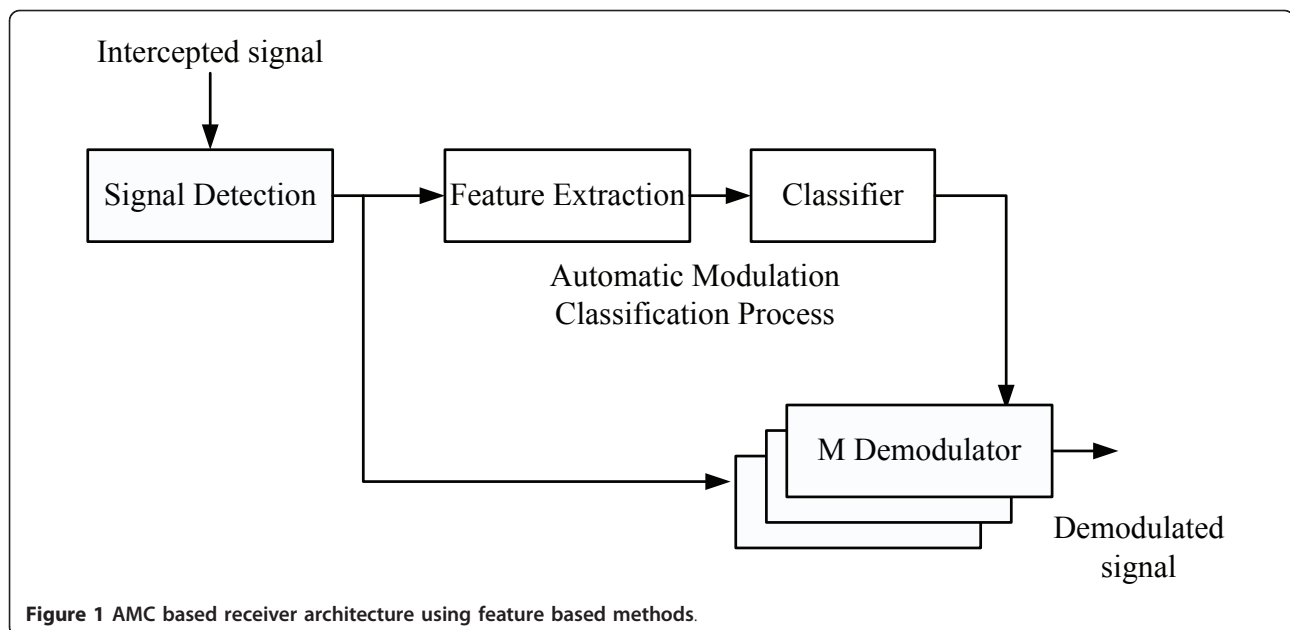 Intercepted signal
Signal Detection
Feature Extraction
Classifier
Automatic Modulation
Classification Process
M Demodulator
Demodulated
signal
Figure 1 AMC based receiver architecture using feature based methods.